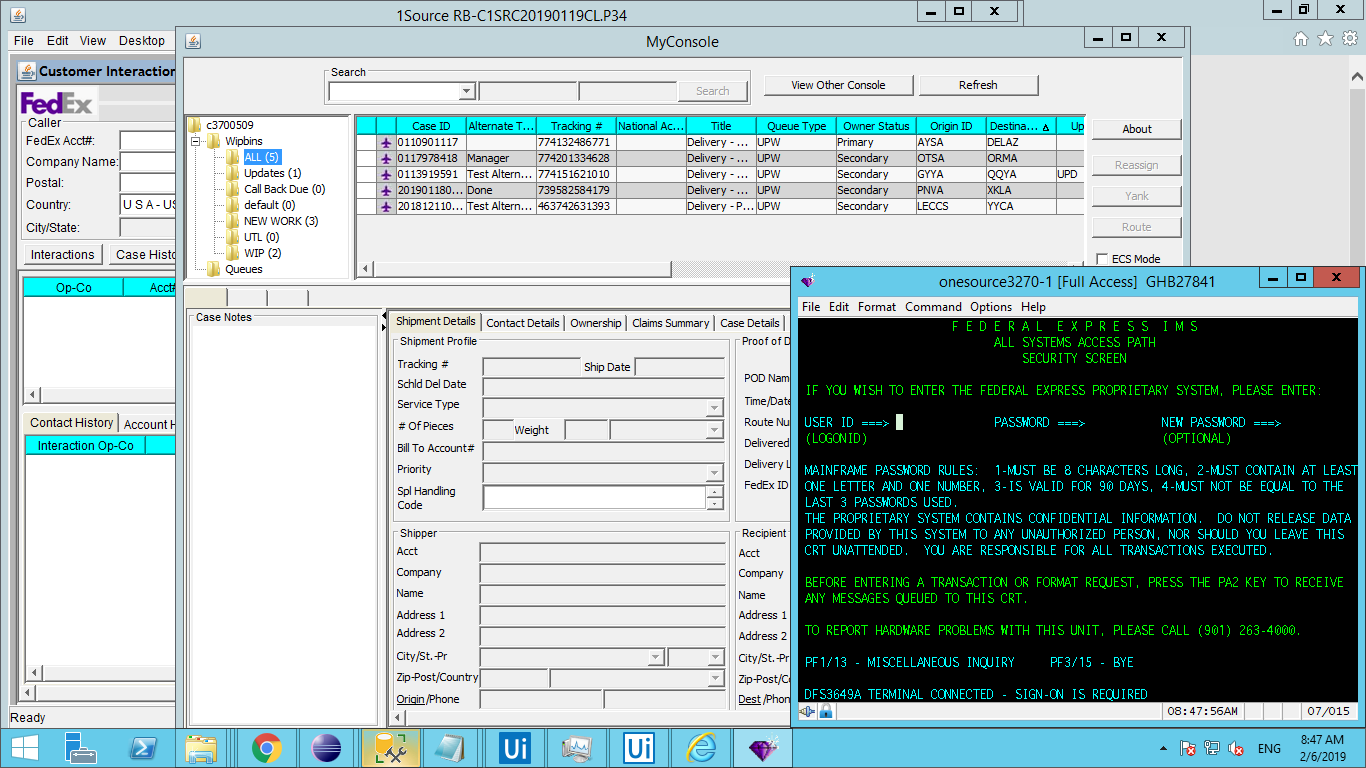 1Source RB-C1SRC20190119CL.P34
File Edit View Desktop
Customer Interaction
FedEx
Caller
FedEx Acct#:
Company Name:
Postal:
Country: U S A - US
City/State:
Interactions Case Histo
Op-Co Acct#
Contact History Account H
Interaction Op-Co
Ready
MyConsole
Search
Search
View Other Console Refresh
c3700509
Wipbins
ALL (5)
Updates (1)
Call Back Due (0)
default (0)
NEW WORK (3)
UTL (0)
WIP (2)
Queues
Case ID Alternate T... Tracking # National Ac... Title Queue Type Owner Status Origin ID Destina... Up
0110901117 774132486771 Delivery - ... UPW Primary AYSA DELAZ
0117978418 Manager 774201334628 Delivery - ... UPW Secondary OTSA ORMA
0113919591 Test Altern... 774151621010 Delivery - ... UPW Secondary GYYA QQYA UPD
201901180... Done 739582584179 Delivery - ... UPW Secondary PNVA XKLA
201812110... Test Altern... 463742631393 Delivery - P... UPW Secondary LECCS YYCA
About
Reassign
Yank
Route
ECS Mode
Case Notes
Shipment Details Contact Details Ownership Claims Summary Case Details
Shipment Profile
Tracking # Ship Date
Schld Del Date
Service Type
# Of Pieces Weight
Bill To Account#
Priority
Spl Handling
Code
Proof of D
POD Nam
Time/Date
Route Nu
Delivered
Delivery L
FedEx ID
Shipper
Acct
Company
Name
Address 1
Address 2
City/St.-Pr
Zip-Post/Country
Origin/Phone
Recipient
Acct
Company
Name
Address 1
Address 2
City/St.-Pr
Zip-Post/
Dest/Phon
onesource3270-1 [Full Access] GHB27841
File Edit Format Command Options Help
F E D E R A L E X P R E S S I M S
ALL SYSTEMS ACCESS PATH
SECURITY SCREEN
IF YOU WISH TO ENTER THE FEDERAL EXPRESS PROPRIETARY SYSTEM, PLEASE ENTER:
USER ID ===> PASSWORD ===> NEW PASSWORD ===>
(LOGONID) (OPTIONAL)
MAINFRAME PASSWORD RULES: 1-MUST BE 8 CHARACTERS LONG, 2-MUST CONTAIN AT LEAST
ONE LETTER AND ONE NUMBER, 3-IS VALID FOR 90 DAYS, 4-MUST NOT BE EQUAL TO THE
LAST 3 PASSWORDS USED.
THE PROPRIETARY SYSTEM CONTAINS CONFIDENTIAL INFORMATION. DO NOT RELEASE DATA
PROVIDED BY THIS SYSTEM TO ANY UNAUTHORIZED PERSON, NOR SHOULD YOU LEAVE THIS
CRT UNATTENDED. YOU ARE RESPONSIBLE FOR ALL TRANSACTIONS EXECUTED.
BEFORE ENTERING A TRANSACTION OR FORMAT REQUEST, PRESS THE PA2 KEY TO RECEIVE
ANY MESSAGES QUEUED TO THIS CRT.
TO REPORT HARDWARE PROBLEMS WITH THIS UNIT, PLEASE CALL (901) 263-4000.
PF1/13 - MISCELLANEOUS INQUIRY PF3/15 - BYE
DFS3649A TERMINAL CONNECTED - SIGN-ON IS REQUIRED
08:47:56AM 07/015
Ui Ui
ENG
8:47 AM
2/6/2019